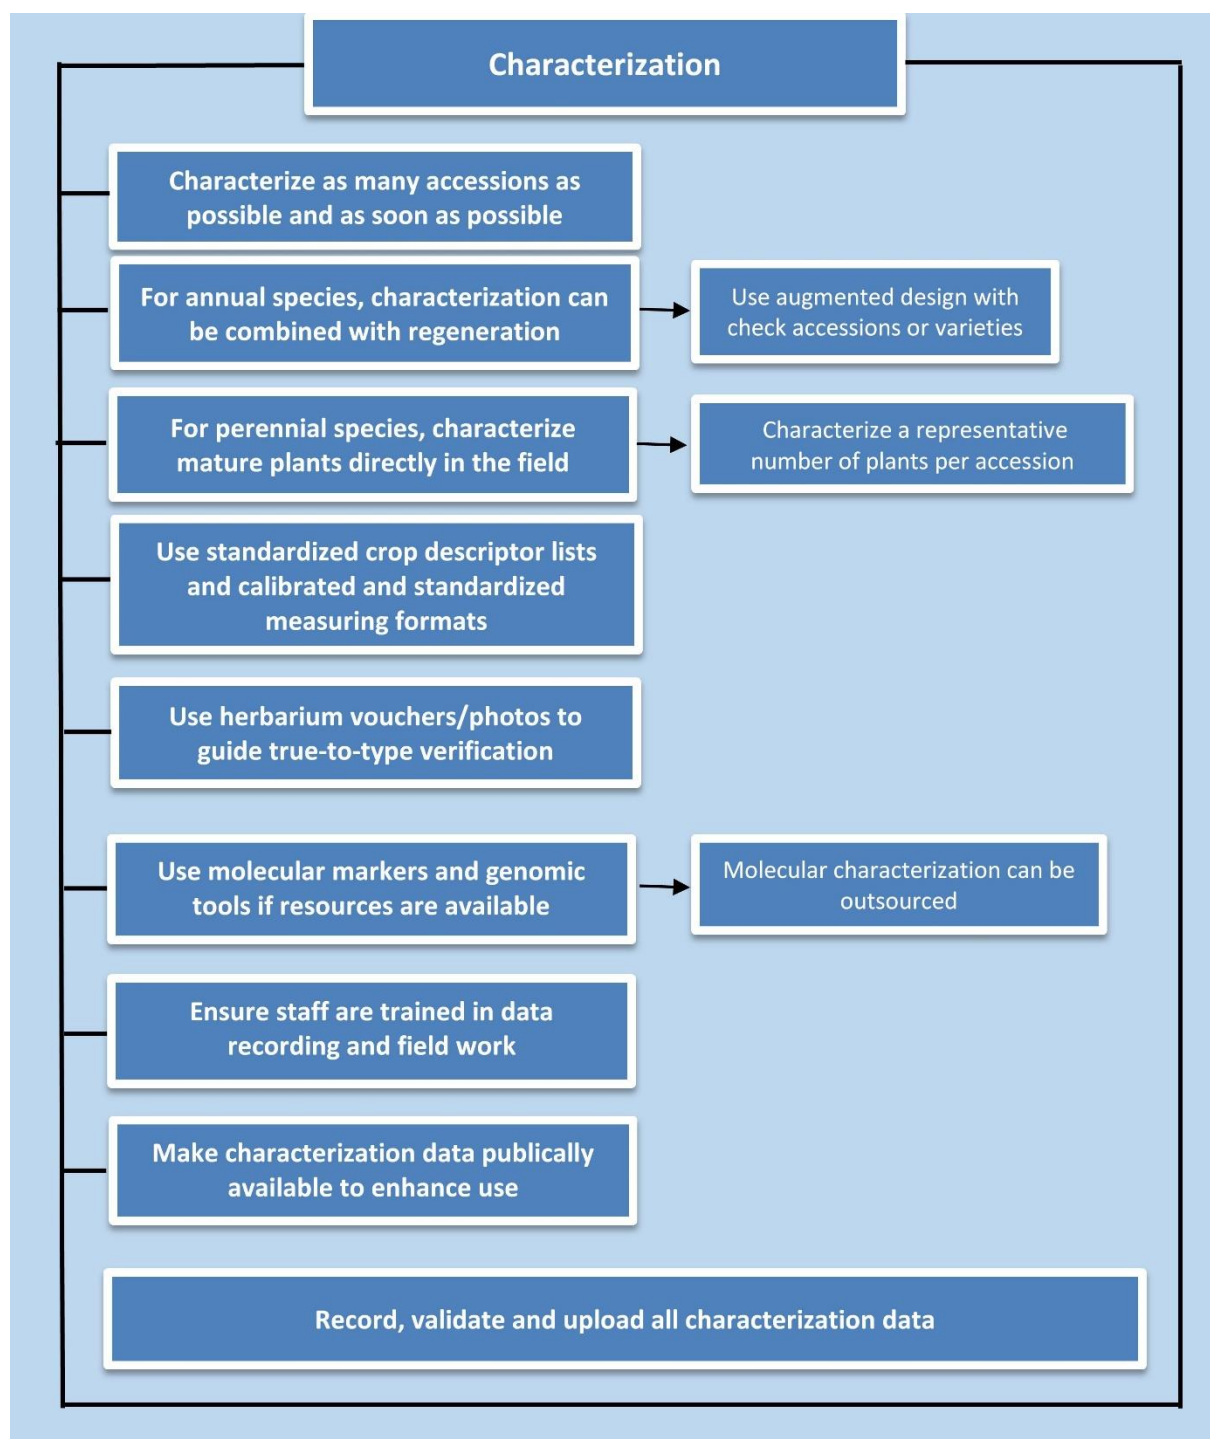 Characterization
Characterize as many accessions as
possible and as soon as possible
For annual species, characterization can
be combined with regeneration
Use augmented design with
check accessions or varieties
For perennial species, characterize
mature plants directly in the field
Characterize a representative
number of plants per accession
Use standardized crop descriptor lists
and calibrated and standardized
measuring formats
Use herbarium vouchers/photos to
guide true-to-type verification
Use molecular markers and genomic
tools if resources are available
Molecular characterization can be
outsourced
Ensure staff are trained in data
recording and field work
Make characterization data publically
available to enhance use
Record, validate and upload all characterization data